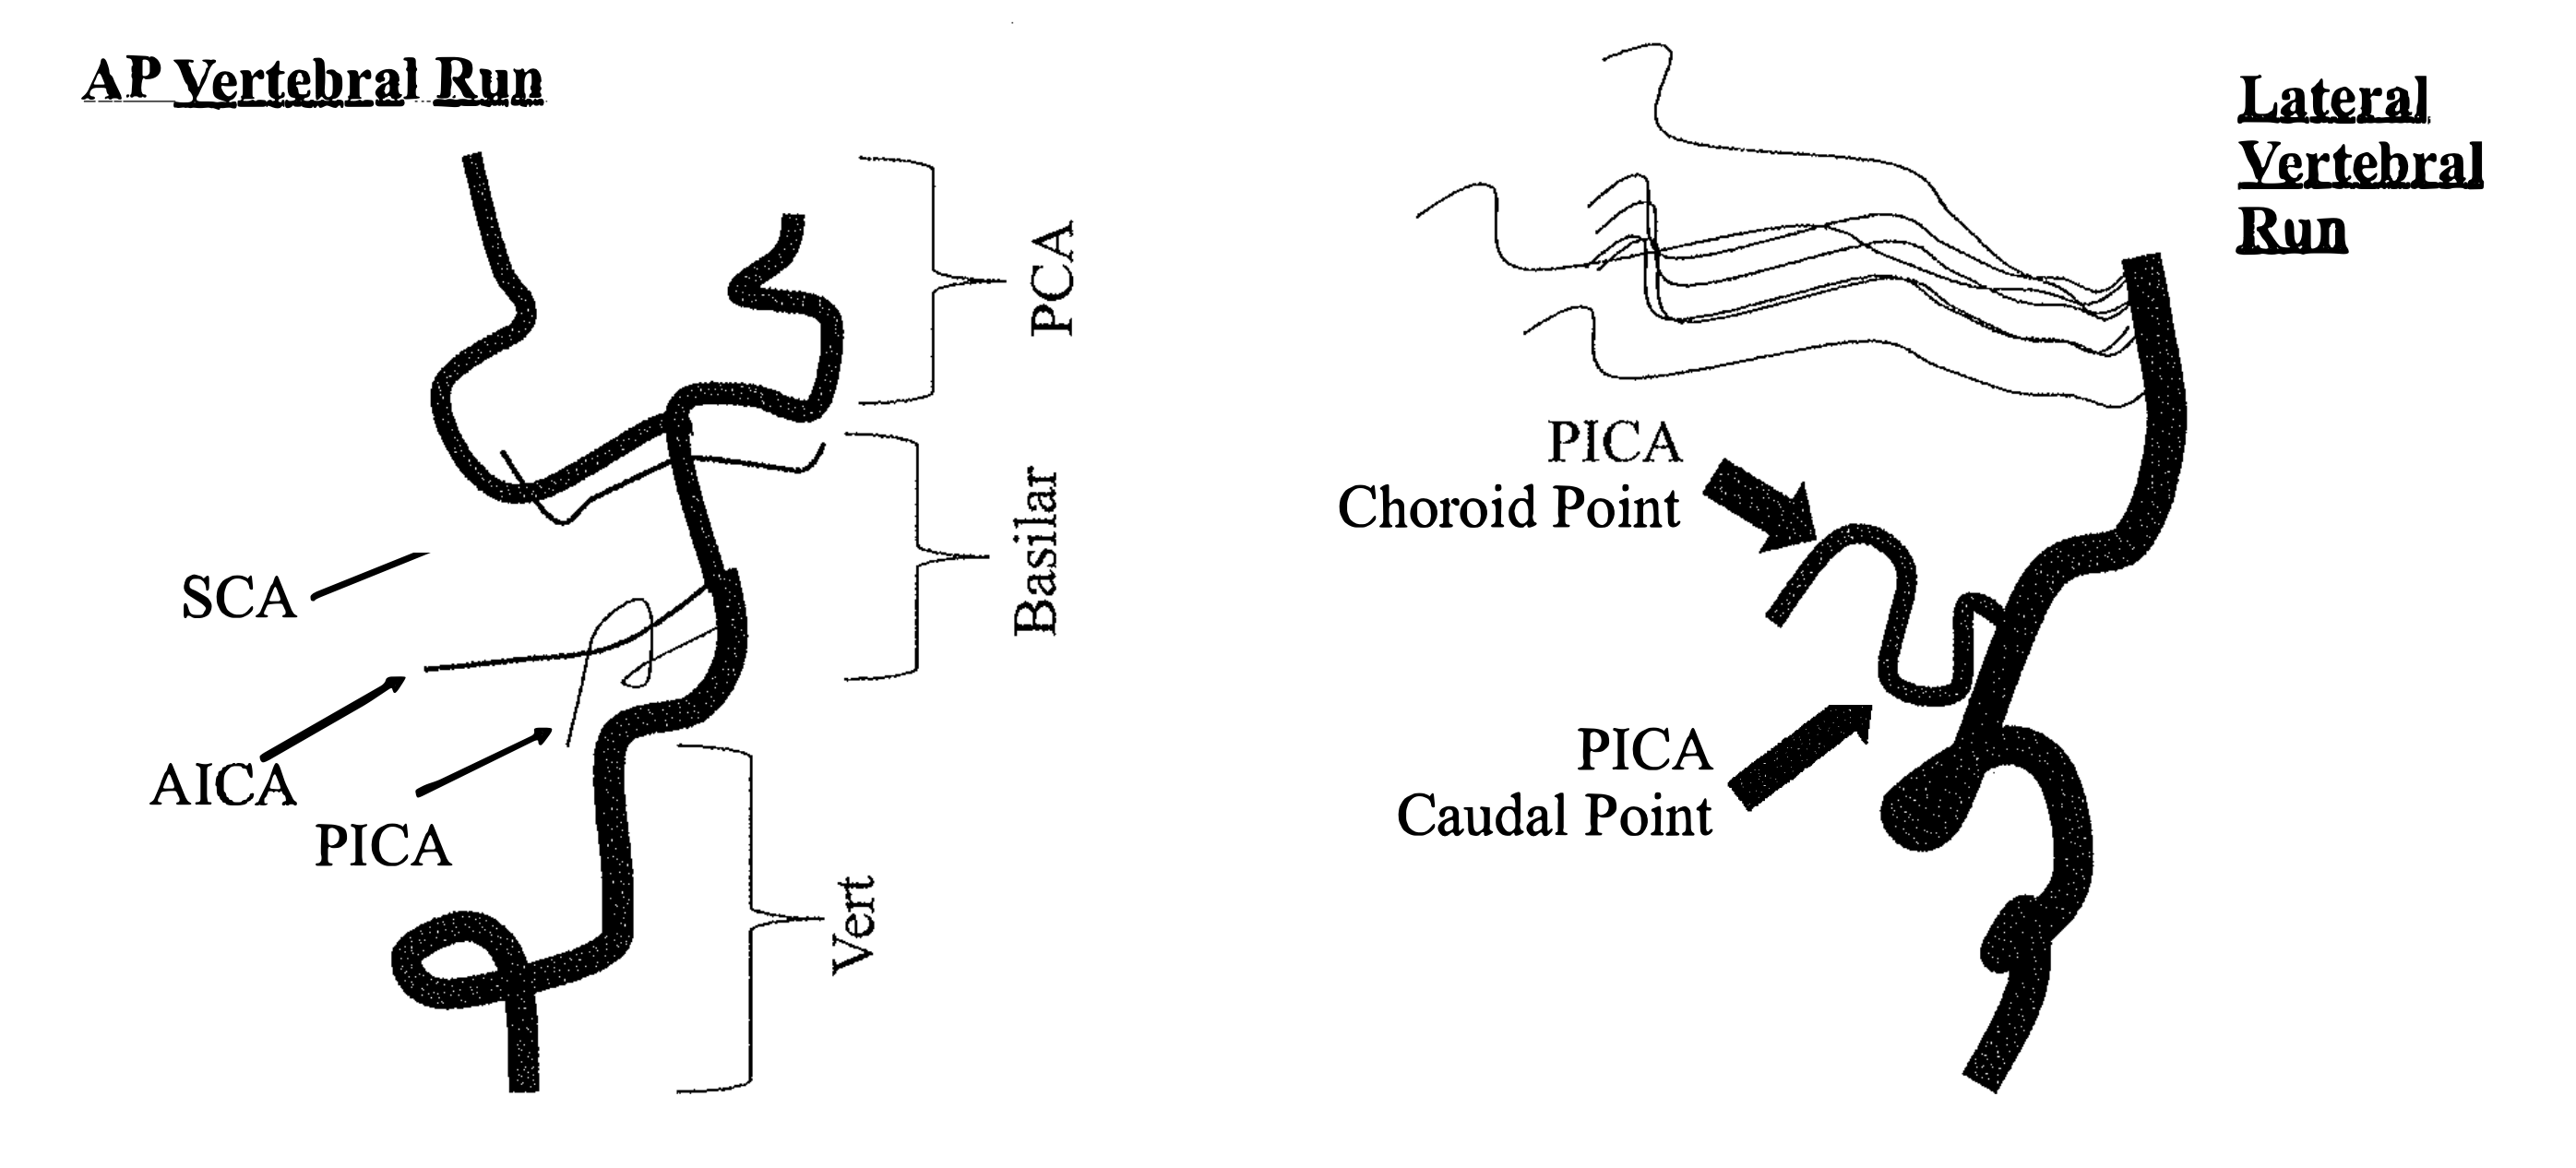 AP Vertebral Run
PCA
Basilar
SCA
AICA
PICA
Vert
Lateral
Vertebral
Run
PICA
Choroid Point
PICA
Caudal Point